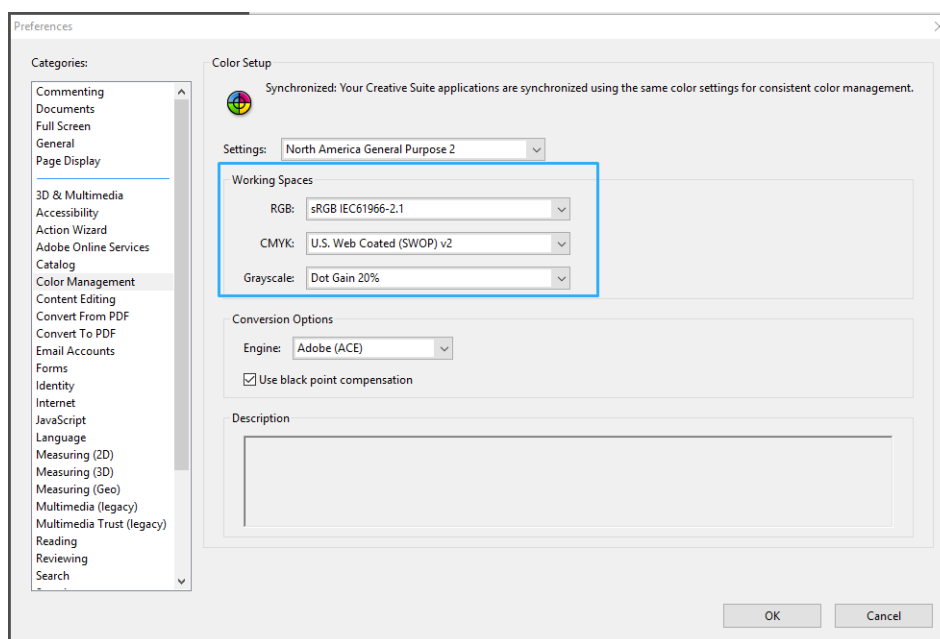 Preferences
Categories:
Commenting
Documents
Full Screen
General
Page Display
3D & Multimedia
Accessibility
Action Wizard
Adobe Online Services
Catalog
Color Management
Content Editing
Convert From PDF
Convert To PDF
Email Accounts
Forms
Identity
Internet
JavaScript
Language
Measuring (2D)
Measuring (3D)
Measuring (Geo)
Multimedia (legacy)
Multimedia Trust (legacy)
Reading
Reviewing
Search
Color Setup
Synchronized: Your Creative Suite applications are synchronized using the same color settings for consistent color management.
Settings: North America General Purpose 2
Working Spaces
RGB: sRGB IEC61966-2.1
CMYK: U.S. Web Coated (SWOP) v2
Grayscale: Dot Gain 20%
Conversion Options
Engine: Adobe (ACE)
Use black point compensation
Description
OK Cancel